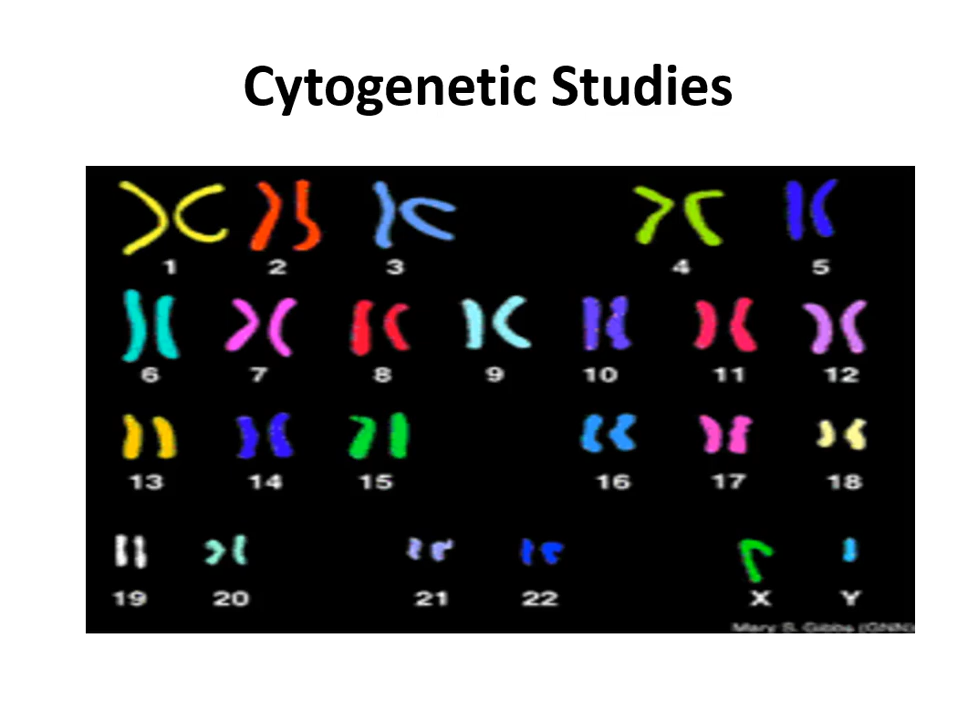 Cytogenetic Studies
1 2 3 4 5
6 7 8 9 10 11 12
13 14 15 16 17 18
19 20 21 22 X Y
Mary S. Gibbs (GNN)